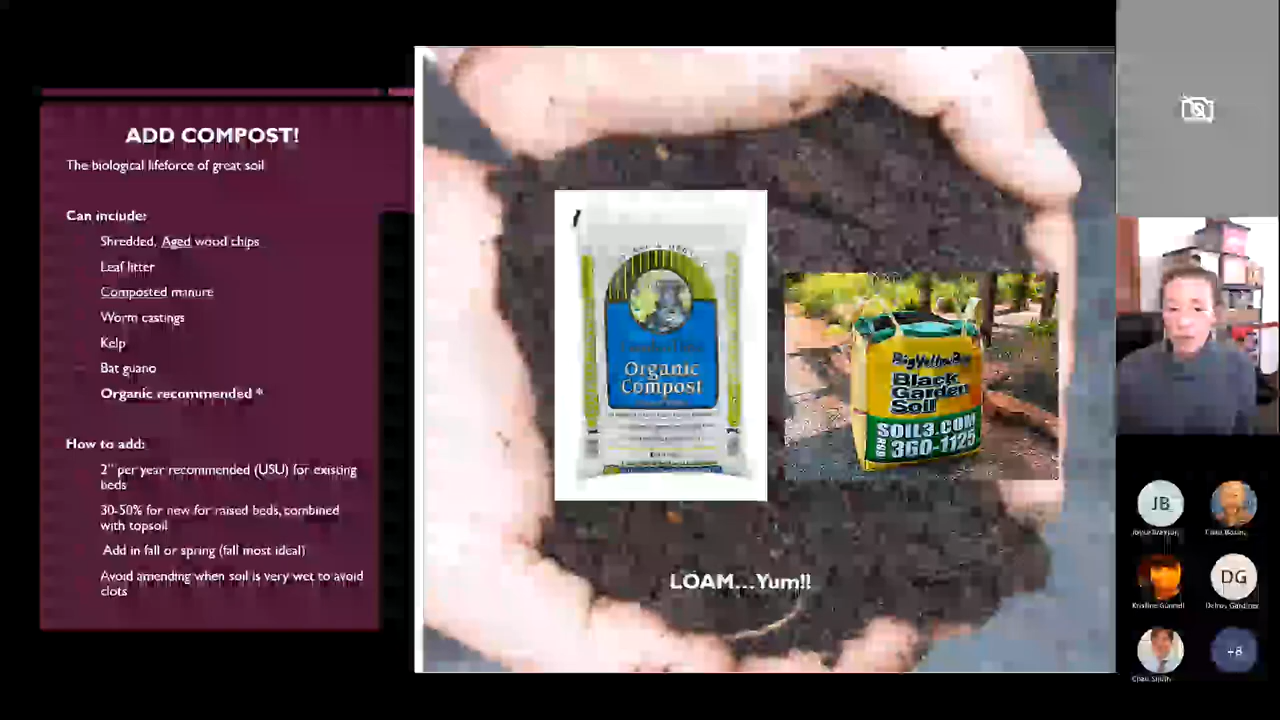 ADD COMPOST!
The biological lifeforce of great soil
Can include:
Shredded, Aged wood chips
Leaf litter
Composted manure
Worm castings
Kelp
Bat guano
Organic recommended *
How to add:
2" per year recommended (USU) for existing
beds
30-50% for new for raised beds, combined
with topsoil
Add in fall or spring (fall most ideal)
Avoid amending when soil is very wet to avoid
clots
Organic
Compost
BigYellowBag
Black
Garden
Soil
SOIL3.COM
360-1125
LOAM...Yum!!
JB
DG
Kristine Gunnell
+8